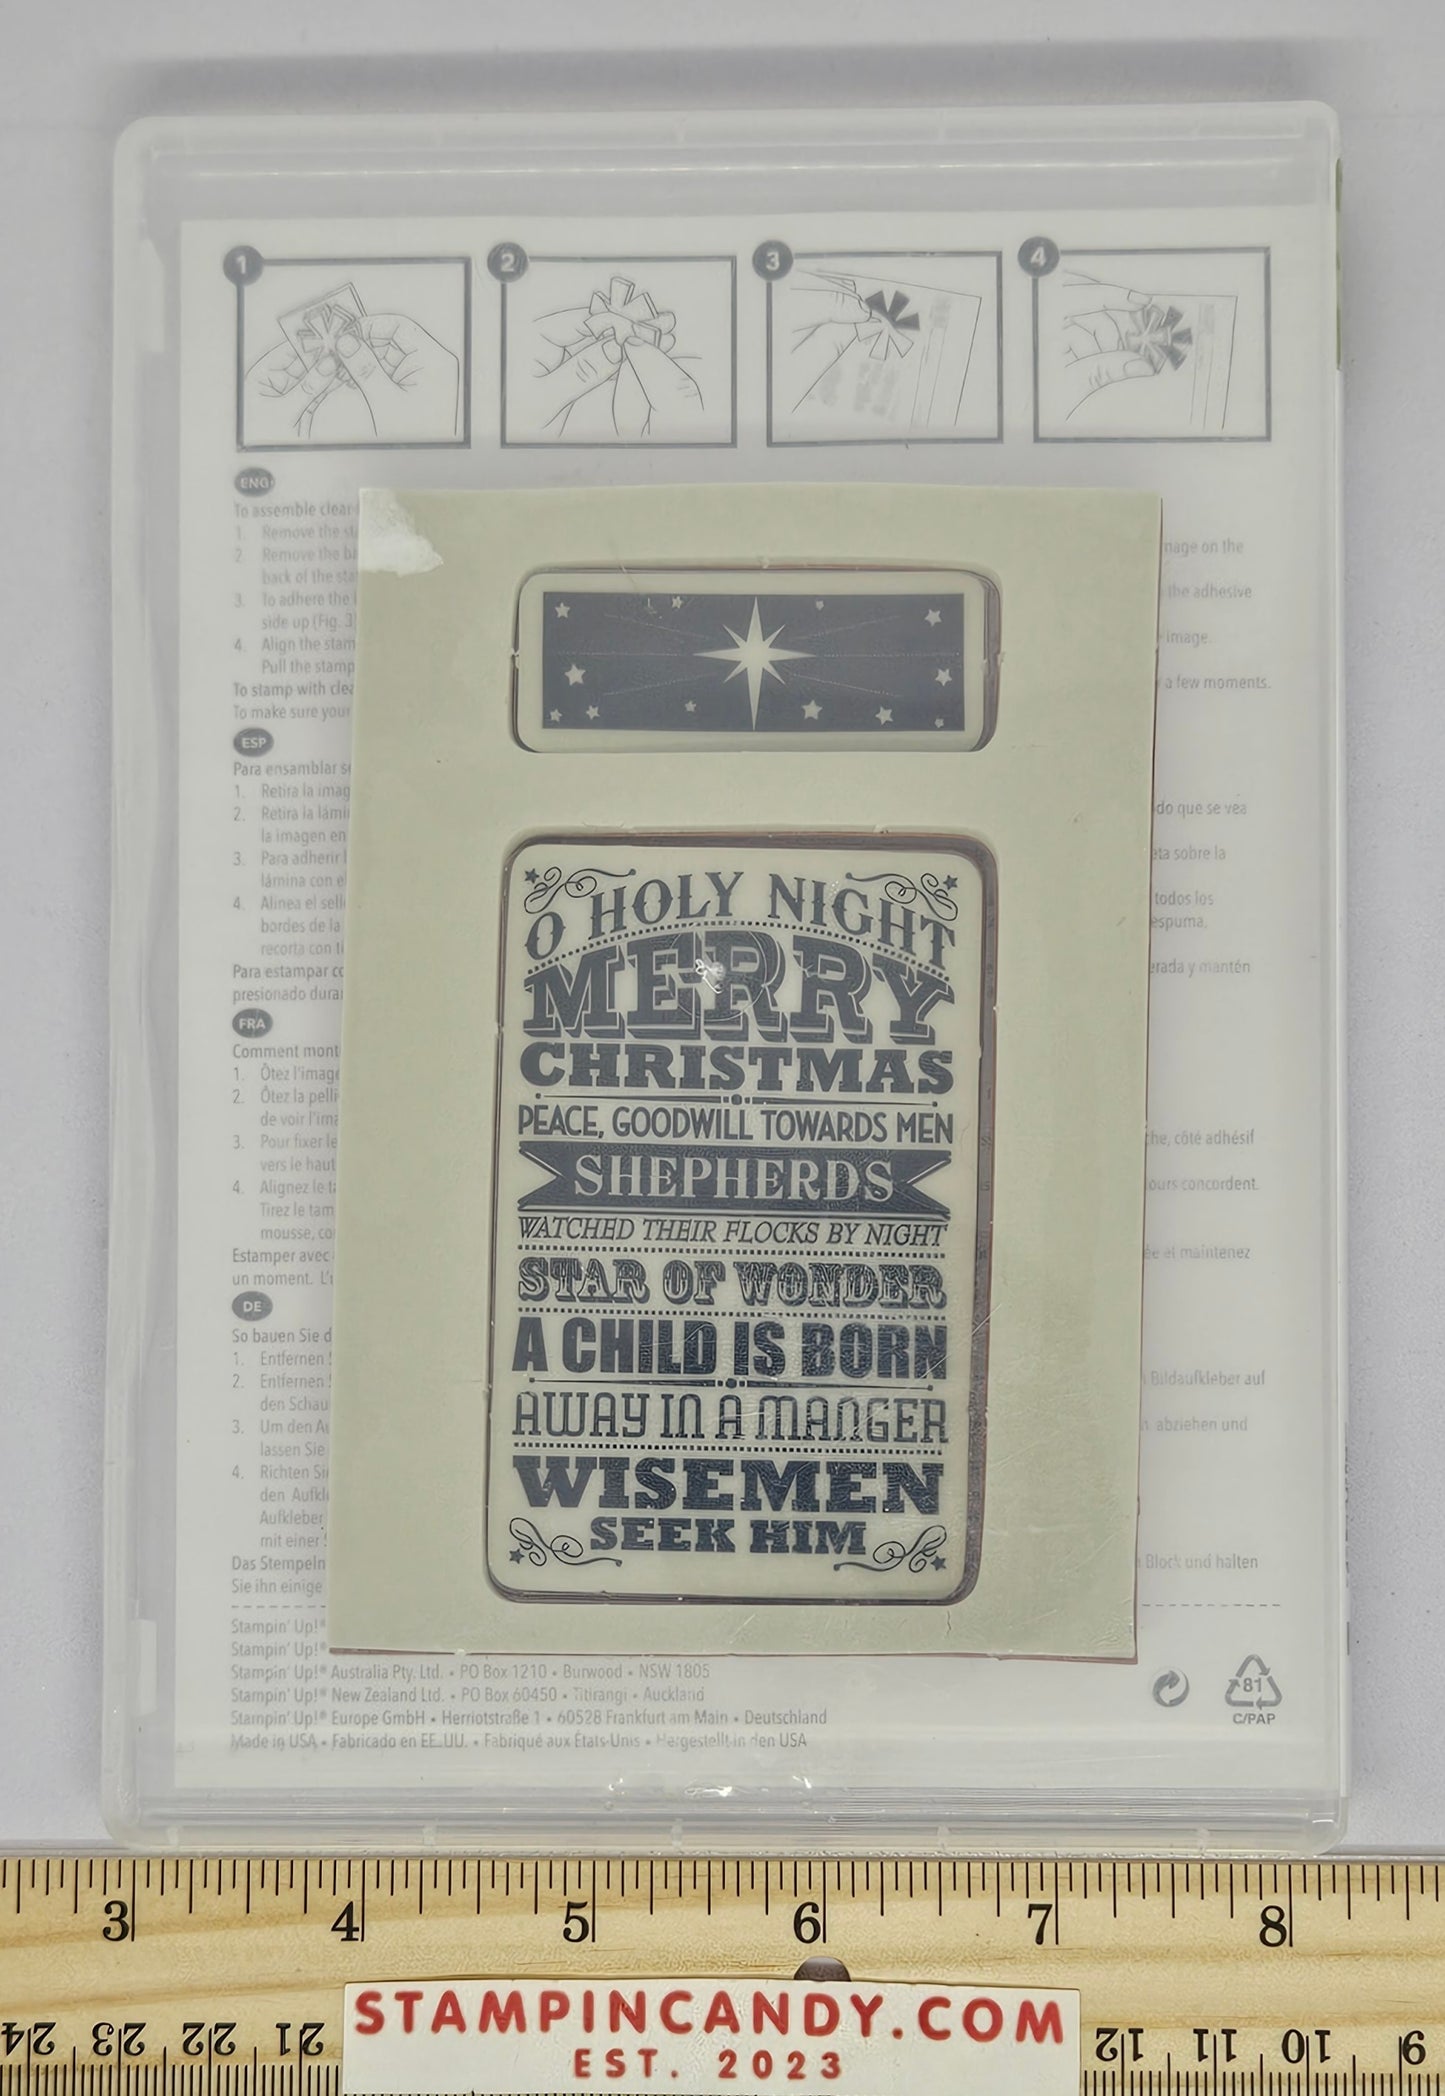 1 2 3 4
ENG
To assemble clear
1. Remove the
2. Remove the
back of the
3. To adhere the
side up (Fig. 3
4. Align the stam
Pull the stamp
To stamp with clea
To make sure your
mage on the
the adhesive
image.
a few moments.
ESP
Para ensamblar
1. Retira la imag
2. Retira la
la imagen en
3. Para adherir
lámina con
4. Alinea el
bordes de la
recorta con
Para estampar
presionado dura
do que se vea
sobre la
todos los
espuma,
y mantén
FRA
Comment mont
1. Ôtez l'image
2. Ôtez la pelli
de voir l'ima
3. Pour fixer le
vers le haut
4. Alignez le
Tirez le tam
mousse, co
Estamper avec
un moment. L'
côté adhésif
ours concordent.
et maintenez
DE
So bauen Sie d
1. Entfernen
2. Entfernen
den Schau
3. Um den Au
lassen Sie
4. Richten Si
den Aufkl
Aufkleber
mit einer
Das Stempeln
Sie ihn einige
Bildaufkleber auf
abziehen und
Block und halten
O HOLY NIGHT
MERRY
CHRISTMAS
PEACE, GOODWILL TOWARDS MEN
SHEPHERDS
WATCHED THEIR FLOCKS BY NIGHT
STAR OF WONDER
A CHILD IS BORN
AWAY IN A MANGER
WISEMEN
SEEK HIM
Stampin' Up!®
Stampin' Up!®
Stampin' Up!® Australia Pty. Ltd. • PO Box 1210 • Burwood • NSW 1805
Stampin' Up!® New Zealand Ltd. • PO Box 60450 • Titirangi • Auckland
Stampin' Up!® Europe GmbH • Herriotstraße 1 • 60528 Frankfurt am Main • Deutschland
Made in USA • Fabricado en EE.UU. • Fabriqué aux États-Unis • Hergestellt in den USA
81
C/PAP
3 4 5 6 7 8
STAMPINCANDY.COM
EST. 2023
24 23 22 21 12 11 10 9